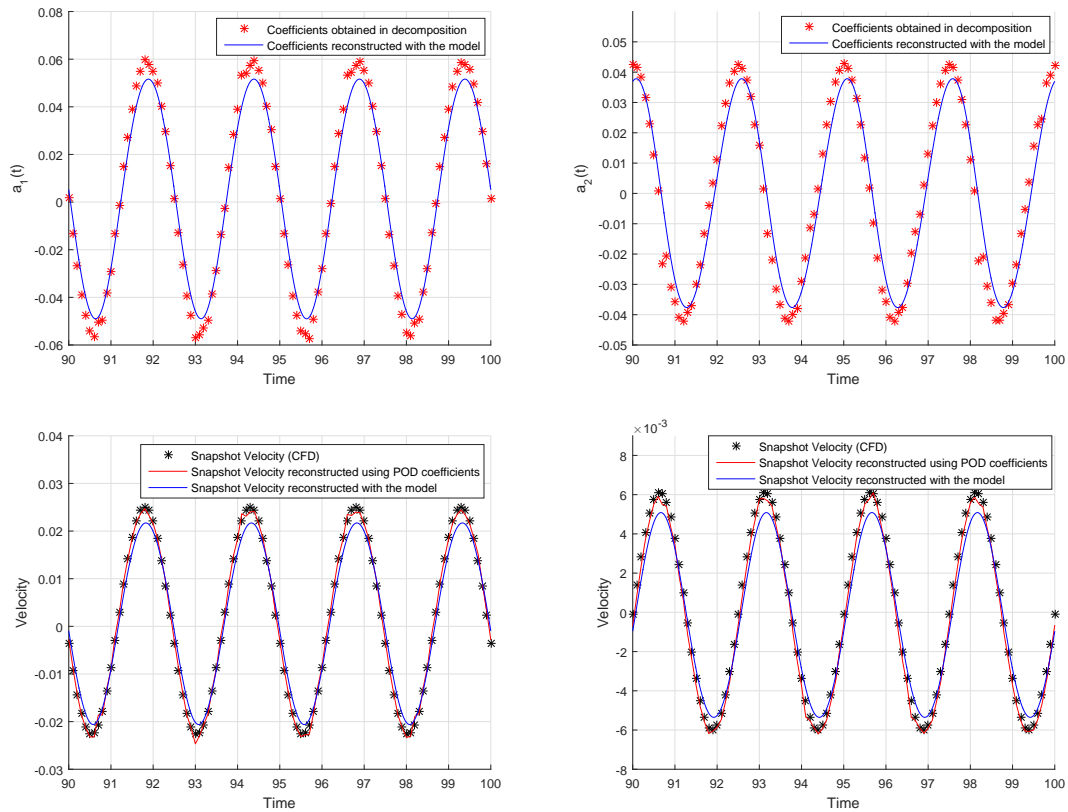 0.08
0.06
0.04
0.02
0
-0.02
-0.04
-0.06
a1(t)
Coefficients obtained in decomposition
Coefficients reconstructed with the model
90 91 92 93 94 95 96 97 98 99 100
Time
0.05
0.04
0.03
0.02
0.01
0
-0.01
-0.02
-0.03
-0.04
-0.05
a2(t)
Coefficients obtained in decomposition
Coefficients reconstructed with the model
90 91 92 93 94 95 96 97 98 99 100
Time
0.04
0.03
0.02
0.01
0
-0.01
-0.02
-0.03
Velocity
Snapshot Velocity (CFD)
Snapshot Velocity reconstructed using POD coefficients
Snapshot Velocity reconstructed with the model
90 91 92 93 94 95 96 97 98 99 100
Time
×10^-3
8
6
4
2
0
-2
-4
-6
-8
Velocity
Snapshot Velocity (CFD)
Snapshot Velocity reconstructed using POD coefficients
Snapshot Velocity reconstructed with the model
90 91 92 93 94 95 96 97 98 99 100
Time